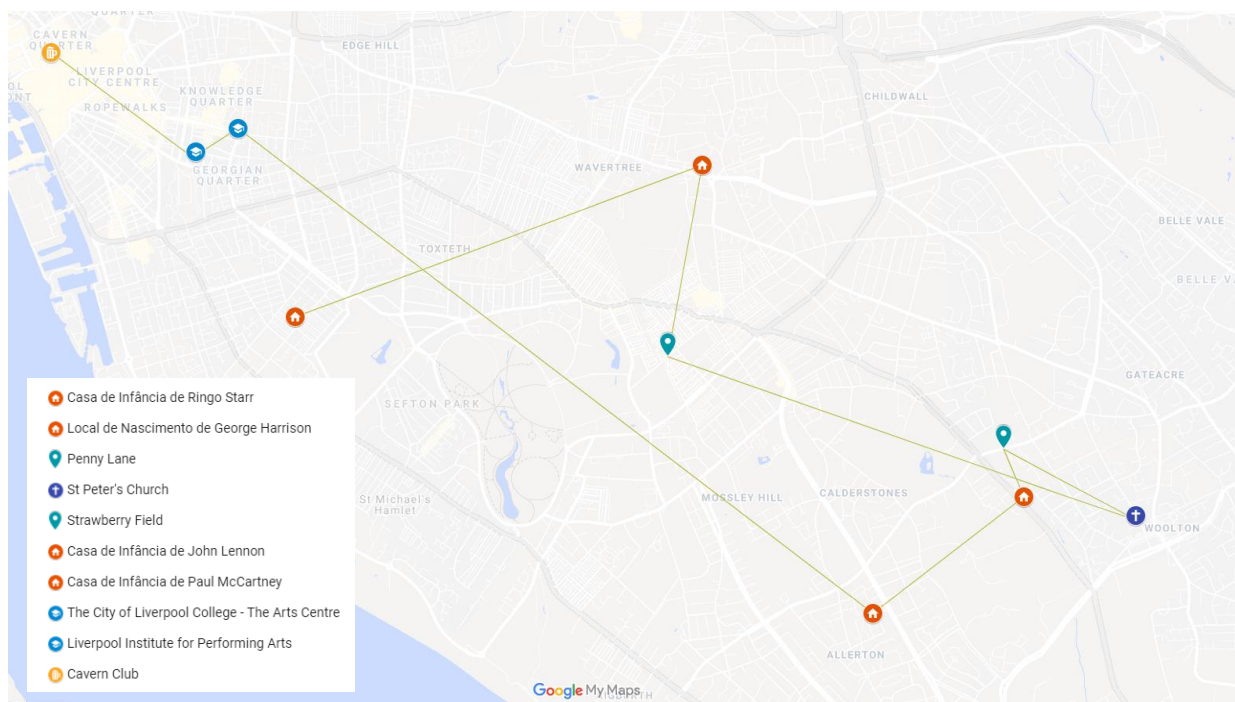 QUARTER
CAVERN
QUARTER
EDGE HILL
LIVERPOOL
CITY CENTRE
KNOWLEDGE
QUARTER
ROPEWALKS
CHILDWALL
GEORGIAN
QUARTER
WAVERTREE
BELLE VALE
TOXTETH
BELLE V
GATEACRE
SEFTON PARK
St Michael's
Hamlet
MOSSLEY HILL
CALDERSTONES
WOOLTON
ALLERTON
Casa de Infância de Ringo Starr
Local de Nascimento de George Harrison
Penny Lane
St Peter's Church
Strawberry Field
Casa de Infância de John Lennon
Casa de Infância de Paul McCartney
The City of Liverpool College - The Arts Centre
Liverpool Institute for Performing Arts
Cavern Club
Google My Maps